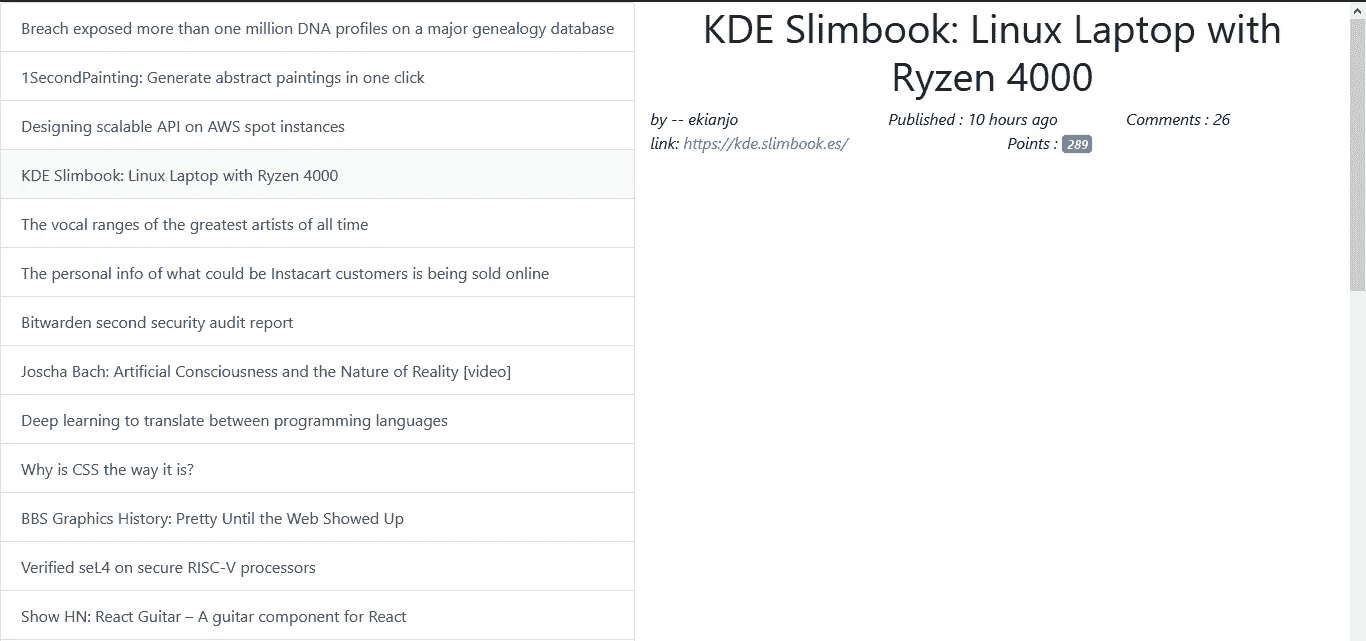 Breach exposed more than one million DNA profiles on a major genealogy database
1SecondPainting: Generate abstract paintings in one click
Designing scalable API on AWS spot instances
KDE Slimbook: Linux Laptop with Ryzen 4000
The vocal ranges of the greatest artists of all time
The personal info of what could be Instacart customers is being sold online
Bitwarden second security audit report
Joscha Bach: Artificial Consciousness and the Nature of Reality [video]
Deep learning to translate between programming languages
Why is CSS the way it is?
BBS Graphics History: Pretty Until the Web Showed Up
Verified seL4 on secure RISC-V processors
Show HN: React Guitar – A guitar component for React
KDE Slimbook: Linux Laptop with
Ryzen 4000
by -- ekianjo Published : 10 hours ago Comments : 26
link: https://kde.slimbook.es/ Points : 289